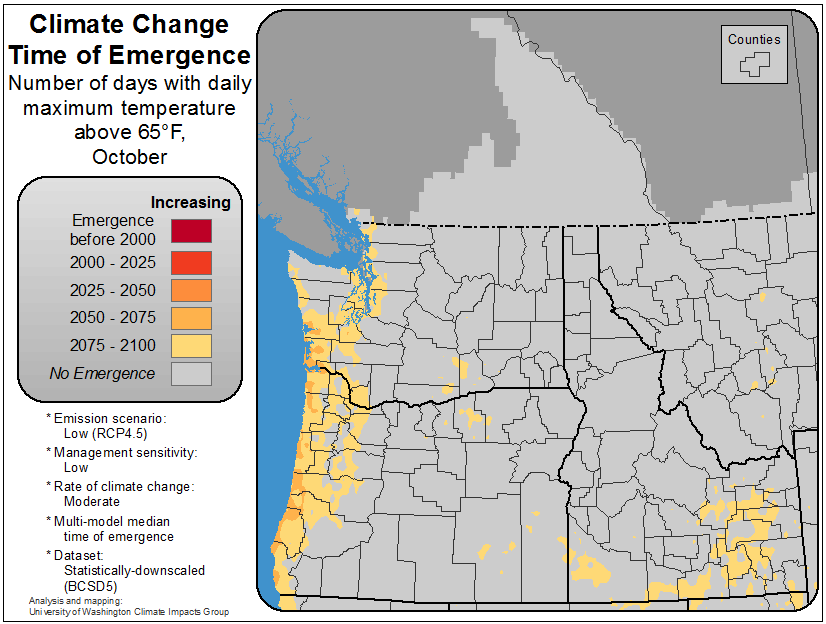 Climate Change
Time of Emergence
Number of days with daily
maximum temperature
above 65°F,
October
Counties
Increasing
Emergence
before 2000
2000 - 2025
2025 - 2050
2050 - 2075
2075 - 2100
No Emergence
* Emission scenario:
Low (RCP4.5)
* Management sensitivity:
Low
* Rate of climate change:
Moderate
* Multi-model median
time of emergence
* Dataset:
Statistically-downscaled
(BCSD5)
Analysis and mapping:
University of Washington Climate Impacts Group